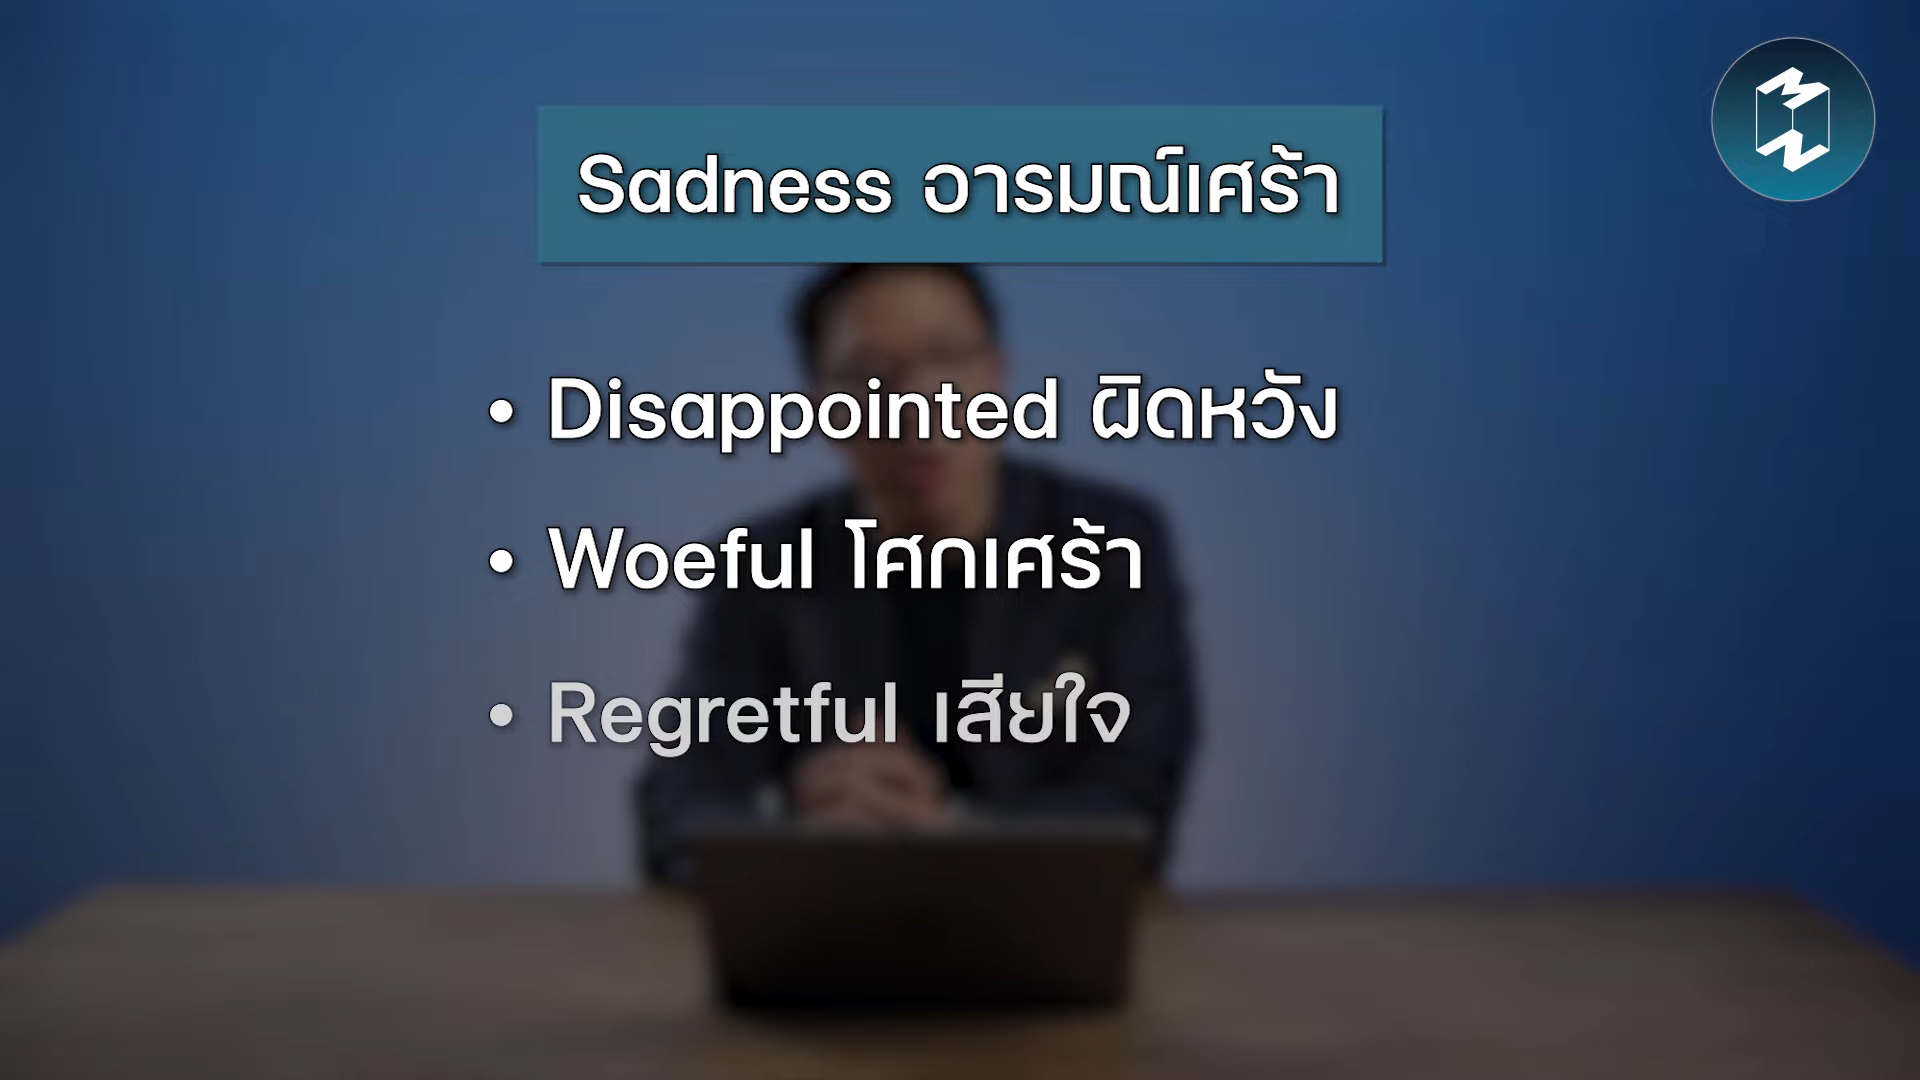 Sadness อารมณ์เศร้า
• Disappointed ผิดหวัง
• Woeful โศกเศร้า
• Regretful เสียใจ